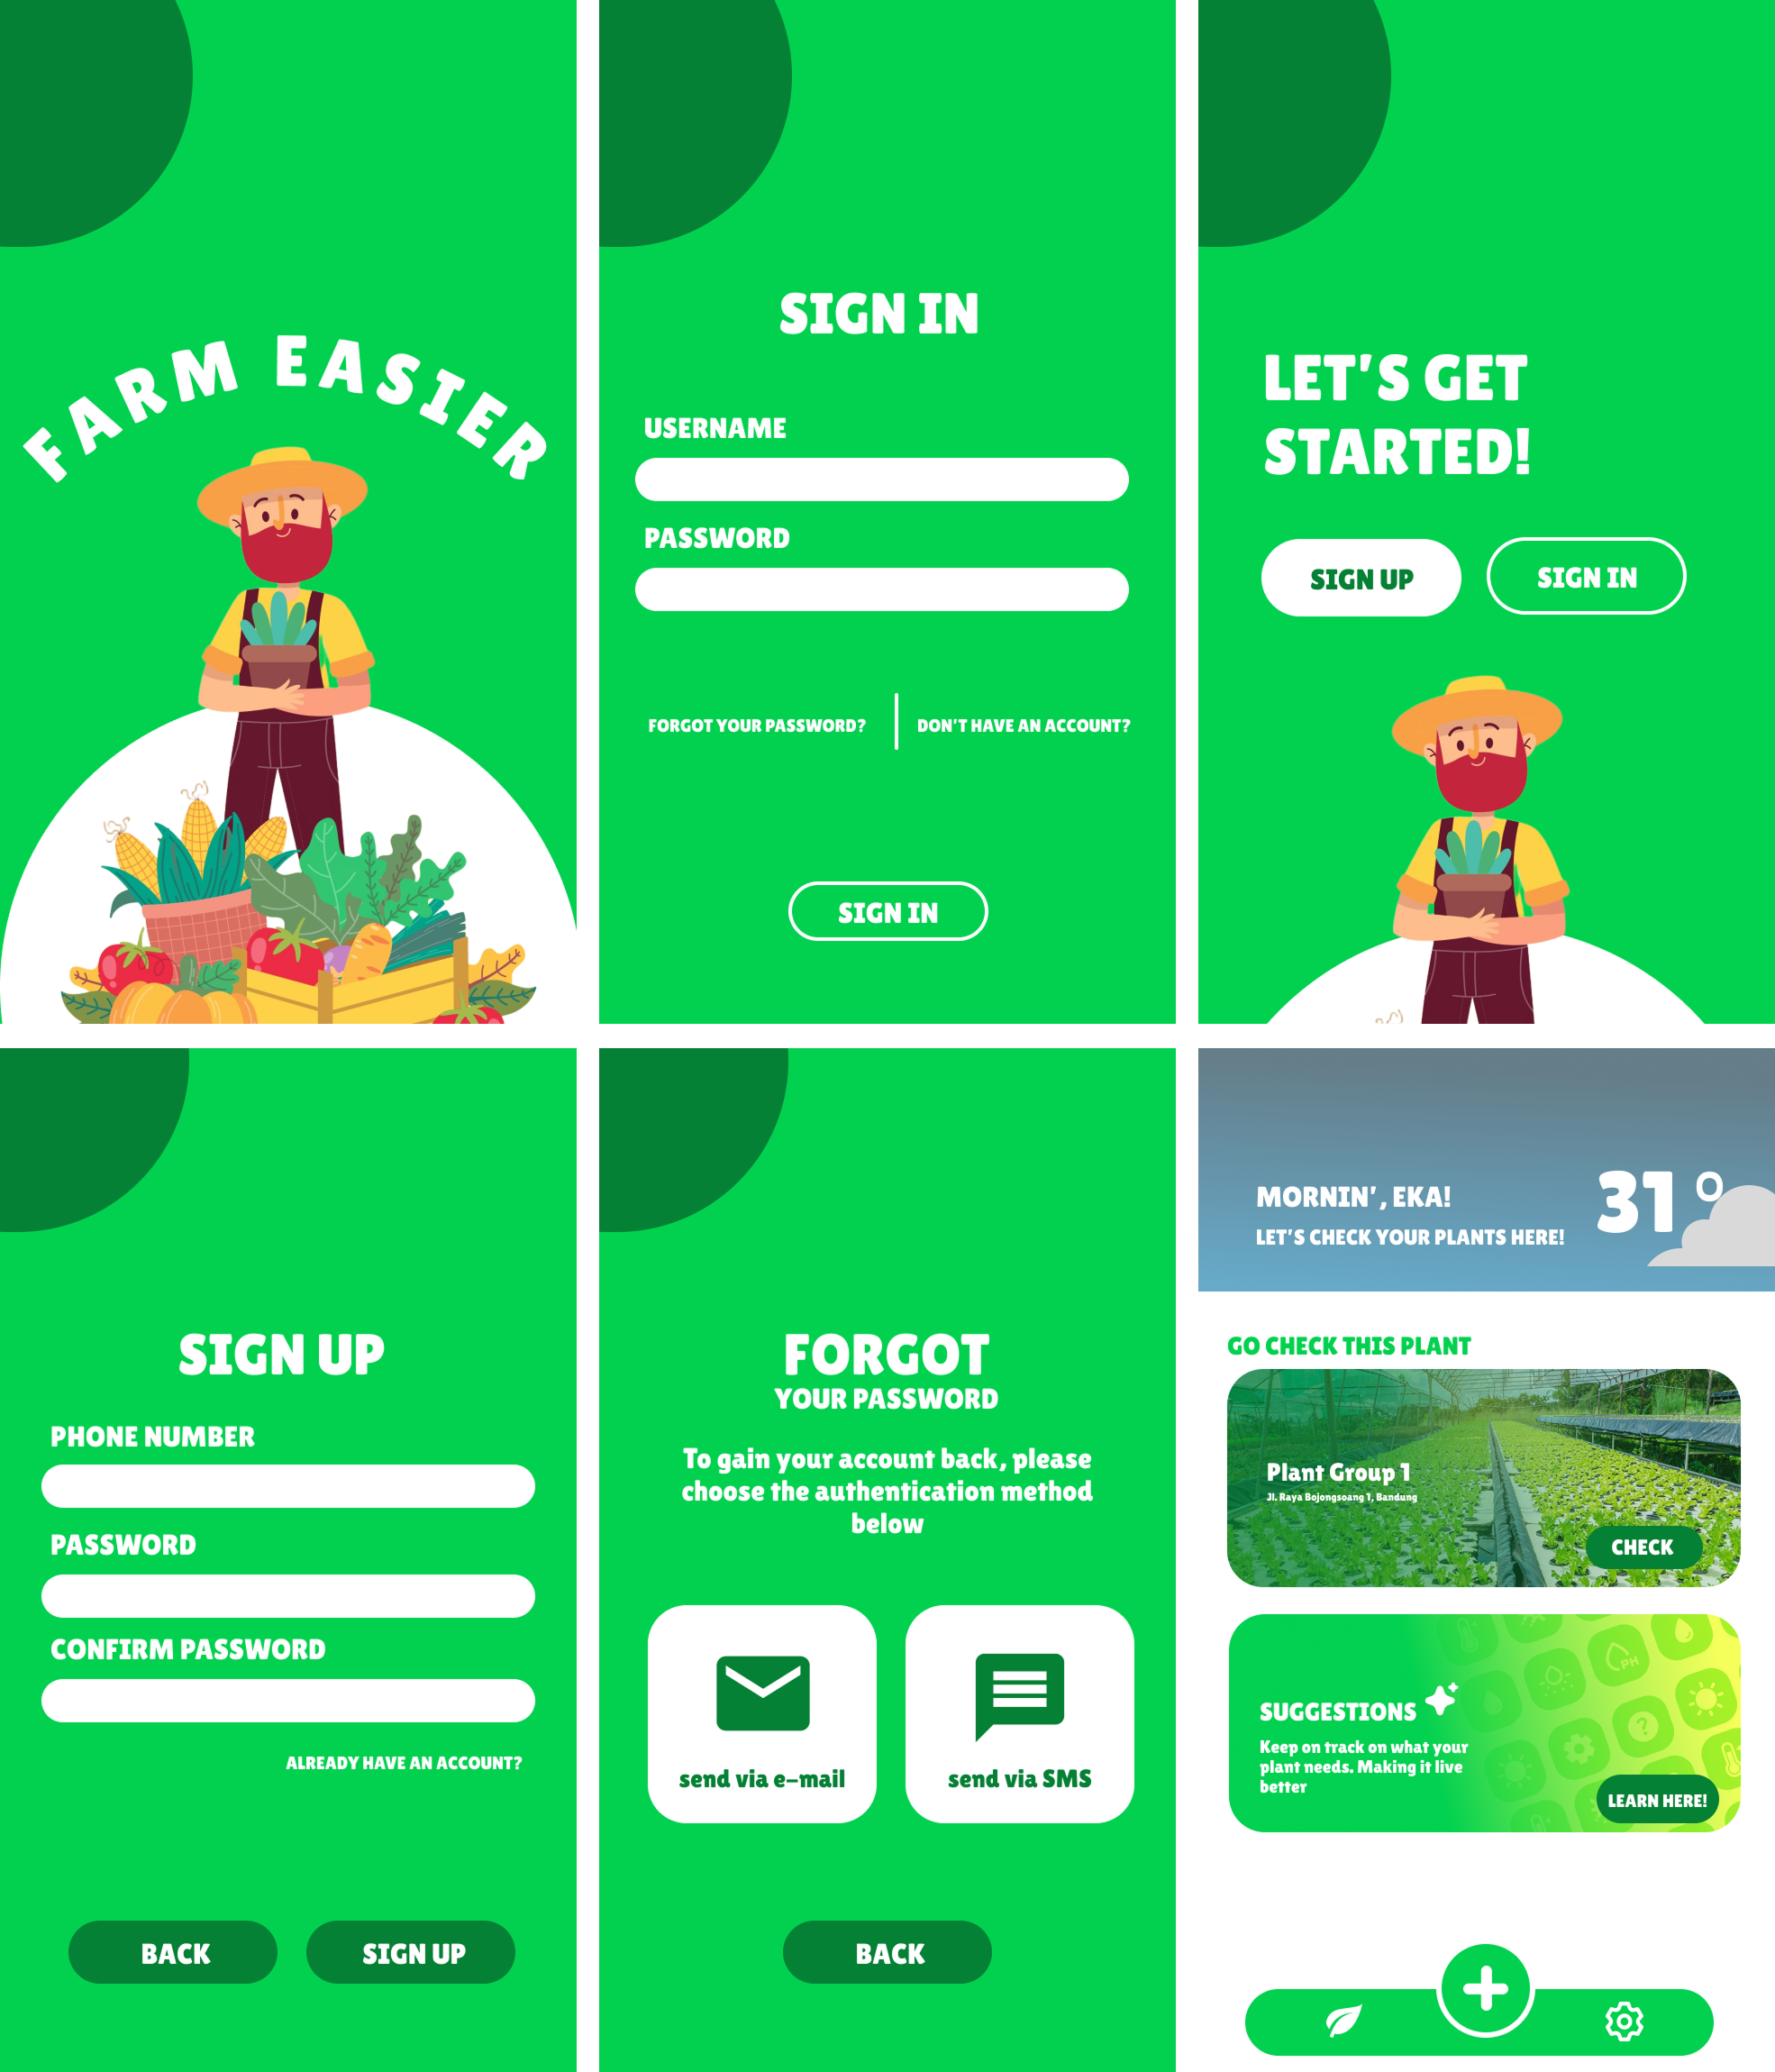 FARM EASIER
SIGN IN
USERNAME
PASSWORD
FORGOT YOUR PASSWORD?
DON'T HAVE AN ACCOUNT?
SIGN IN
LET'S GET
STARTED!
SIGN UP
SIGN IN
SIGN UP
PHONE NUMBER
PASSWORD
CONFIRM PASSWORD
ALREADY HAVE AN ACCOUNT?
BACK
SIGN UP
FORGOT
YOUR PASSWORD
To gain your account back, please
choose the authentication method
below
send via e-mail
send via SMS
BACK
MORNIN', EKA!
LET'S CHECK YOUR PLANTS HERE!
31°
GO CHECK THIS PLANT
Plant Group 1
Jl. Raya Bojongsoang 1, Bandung
CHECK
PH
?
SUGGESTIONS
Keep on track on what your
plant needs. Making it live
better
LEARN HERE!